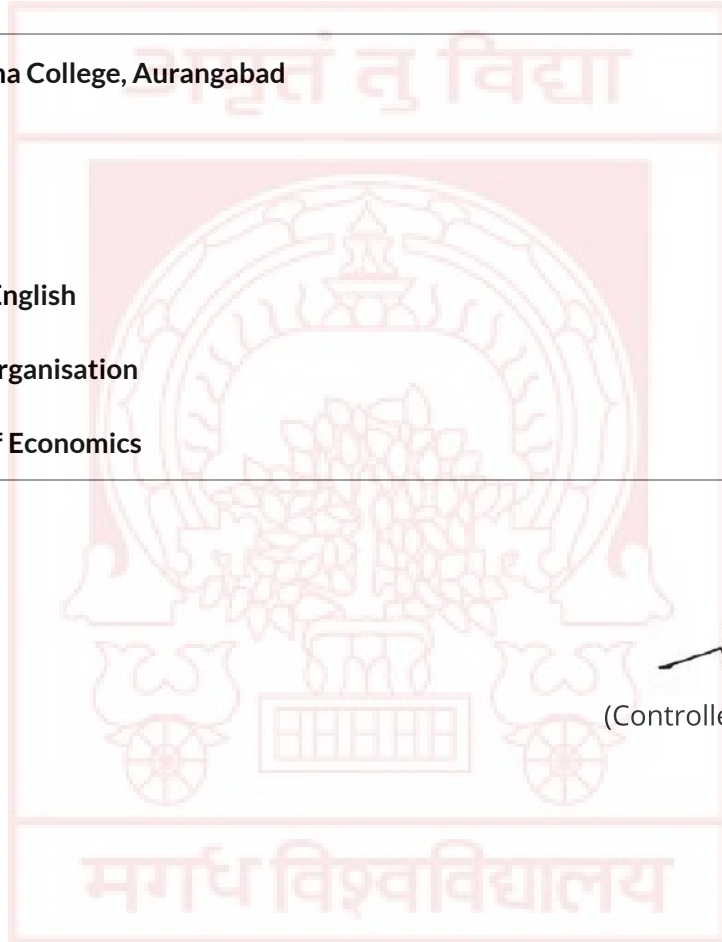 अमृतं तु विद्या
na College, Aurangabad
English
rganisation
f Economics
(Controlle
मगध विश्वविद्यालय